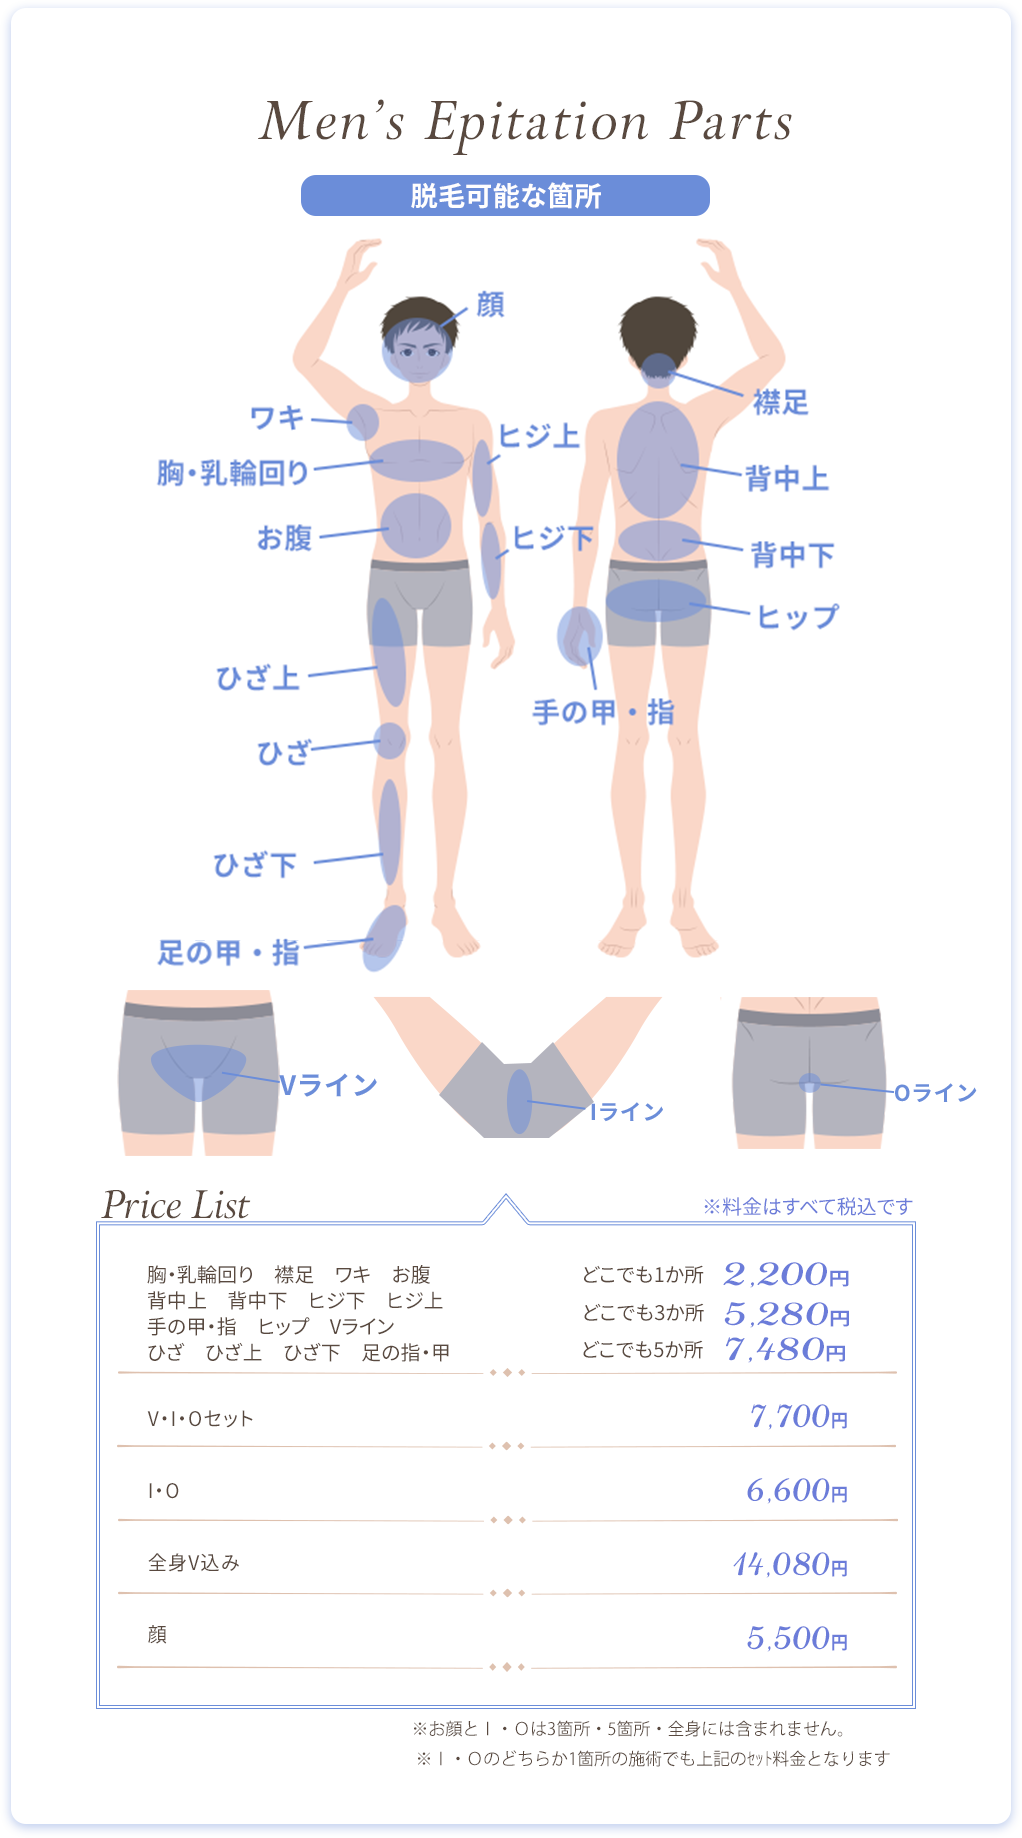 Men’s Epitation Parts
脱毛可能な箇所
顔
ワキ
胸・乳輪回り
お腹
ヒジ上
ヒジ下
襟足
背中上
背中下
ヒップ
手の甲・指
ひざ上
ひざ
ひざ下
足の甲・指
Vライン
Iライン
Oライン
Price List
※料金はすべて税込です
胸・乳輪回り 襟足 ワキ お腹
背中上 背中下 ヒジ下 ヒジ上
手の甲・指 ヒップ Vライン
ひざ ひざ上 ひざ下 足の指・甲
どこでも1か所 2,200円
どこでも3か所 5,280円
どこでも5か所 7,480円
V・I・Oセット 7,700円
I・O 6,600円
全身V込み 14,080円
顔 5,500円
※お顔とＩ・Ｏは3箇所・5箇所・全身には含まれません。
※Ｉ・Ｏのどちらか1箇所の施術でも上記のｾｯﾄ料金となります